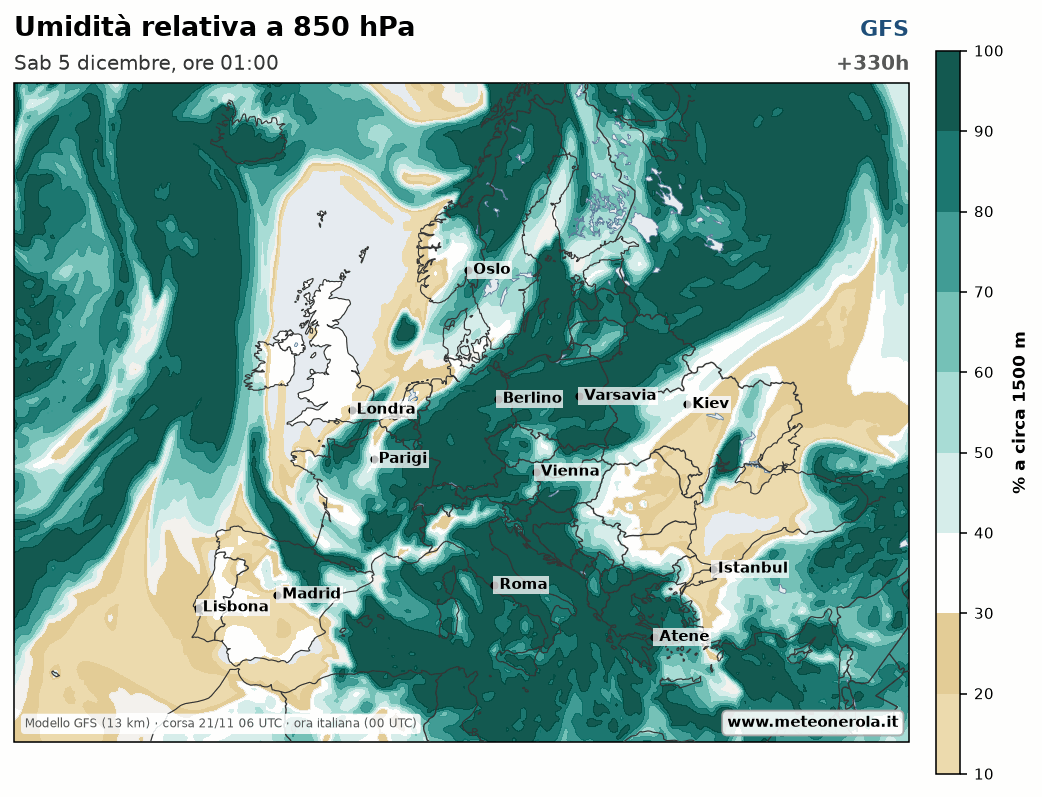 Umidità relativa a 850 hPa
GFS
Sab 5 dicembre, ore 01:00
+330h
100
90
80
70
60
50
40
30
20
10
% a circa 1500 m
Oslo
Londra
Berlino
Varsavia
Kiev
Parigi
Vienna
Istanbul
Roma
Madrid
Lisbona
Atene
Modello GFS (13 km) · corsa 21/11 06 UTC · ora italiana (00 UTC)
www.meteonerola.it